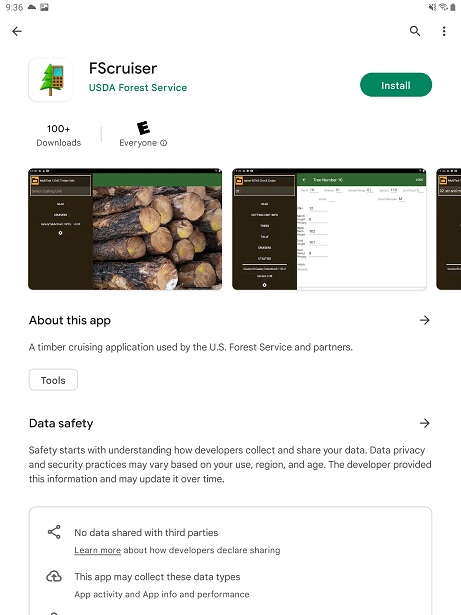 9:36
FScruiser
USDA Forest Service
Install
100+
Downloads
E
Everyone
About this app
A timber cruising application used by the U.S. Forest Service and partners.
Tools
Data safety
Safety starts with understanding how developers collect and share your data. Data privacy
and security practices may vary based on your use, region, and age. The developer provided
this information and may update it over time.
No data shared with third parties
Learn more about how developers declare sharing
This app may collect these data types
App activity and App info and performance